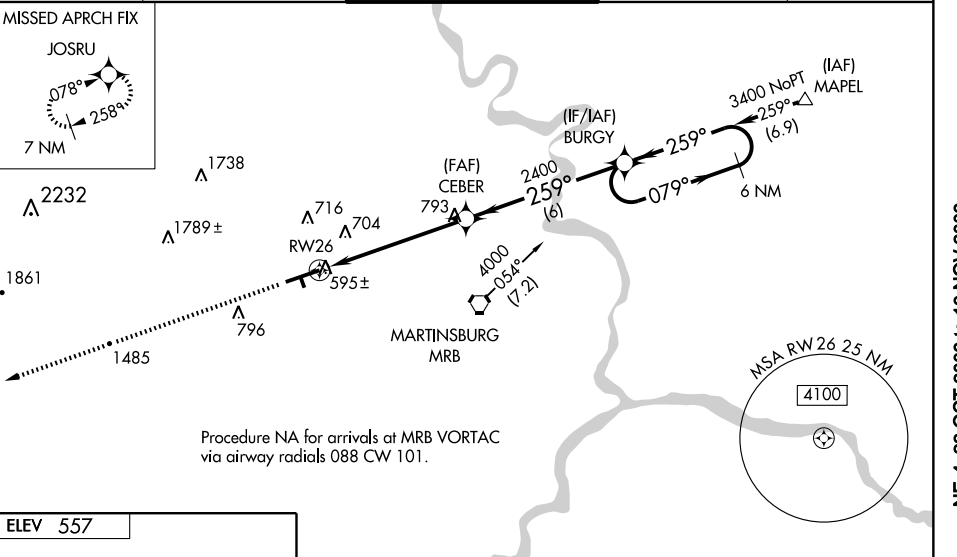 MISSED APRCH FIX
JOSRU
078°
258°
7 NM
2232
1738
1789 ±
1861
716
704
793
(FAF)
CEBER
2400
259°
(6)
(IF/IAF)
BURGY
259°
079°
6 NM
3400 NoPT
259°
(6.9)
(IAF)
MAPEL
RW26
595±
796
1485
4000
054°
(7.2)
MARTINSBURG
MRB
MSA RW 26 25 NM
4100
Procedure NA for arrivals at MRB VORTAC
via airway radials 088 CW 101.
ELEV 557